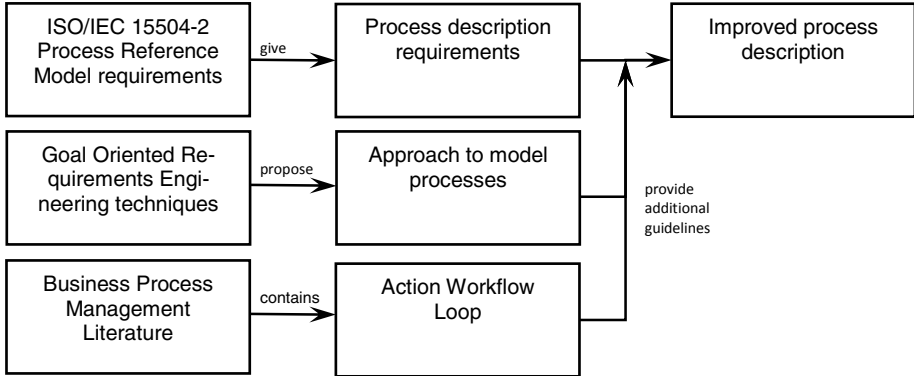 ISO/IEC 15504-2
Process Reference
Model requirements
give
Process description
requirements
Improved process
description
Goal Oriented Re-
quirements Engi-
neering techniques
propose
Approach to model
processes
provide
additional
guidelines
Business Process
Management
Literature
contains
Action Workflow
Loop